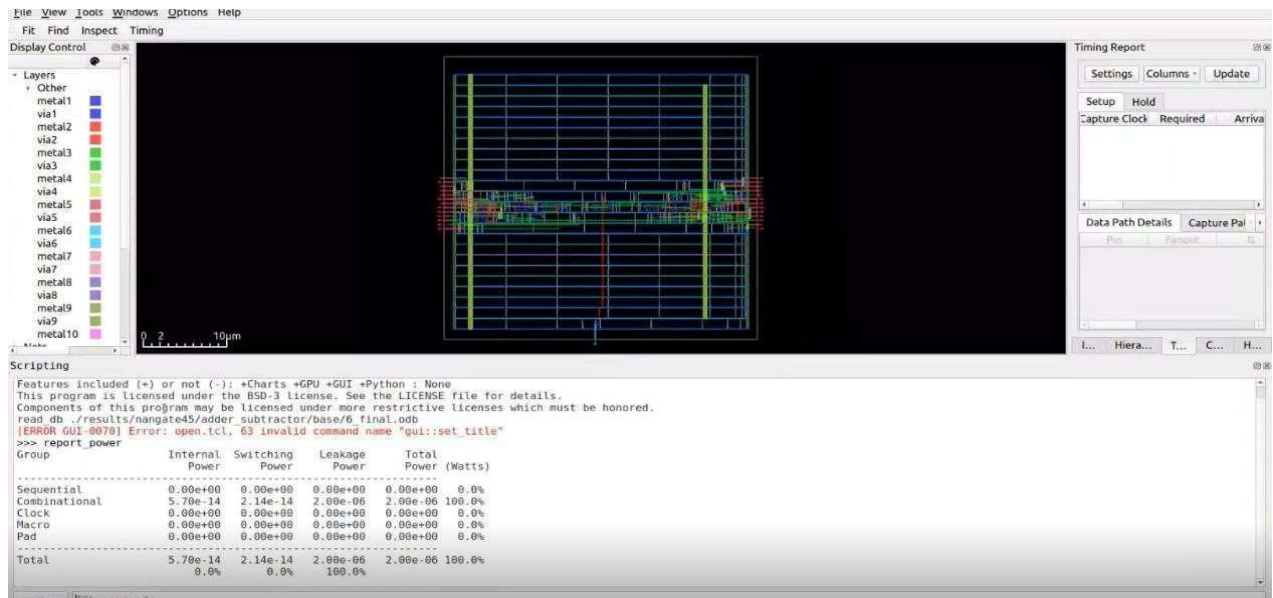 File View Tools Windows Options Help
Fit Find Inspect Timing
Display Control
Layers
Other
metal1
via1
metal2
via2
metal3
via3
metal4
via4
metal5
via5
metal6
via6
metal7
via7
metal8
via8
metal9
via9
metal10
0 2 10μm
Timing Report
Settings Columns Update
Setup Hold
Capture Clock Required Arriva
Data Path Details Capture Pa
Pin Fanout
I... Hiera... T... C... H...
Scripting
Features included (+) or not (-): +Charts +GPU +GUI +Python : None
This program is licensed under the BSD-3 license. See the LICENSE file for details.
Components of this program may be licensed under more restrictive licenses which must be honored.
read_db ./results/nangate45/adder_subtractor/base/6_final.odb
[ERROR GUI-0070] Error: open.tcl, 63 invalid command name "gui::set_title"
>>> report_power
Group Internal Switching Leakage Total
Power Power Power Power (Watts)
----------------------------------------------------------------
Sequential 0.00e+00 0.00e+00 0.00e+00 0.00e+00 0.0%
Combinational 5.70e-14 2.14e-14 2.00e-06 2.00e-06 100.0%
Clock 0.00e+00 0.00e+00 0.00e+00 0.00e+00 0.0%
Macro 0.00e+00 0.00e+00 0.00e+00 0.00e+00 0.0%
Pad 0.00e+00 0.00e+00 0.00e+00 0.00e+00 0.0%
----------------------------------------------------------------
Total 5.70e-14 2.14e-14 2.00e-06 2.00e-06 100.0%
0.0% 0.0% 100.0%